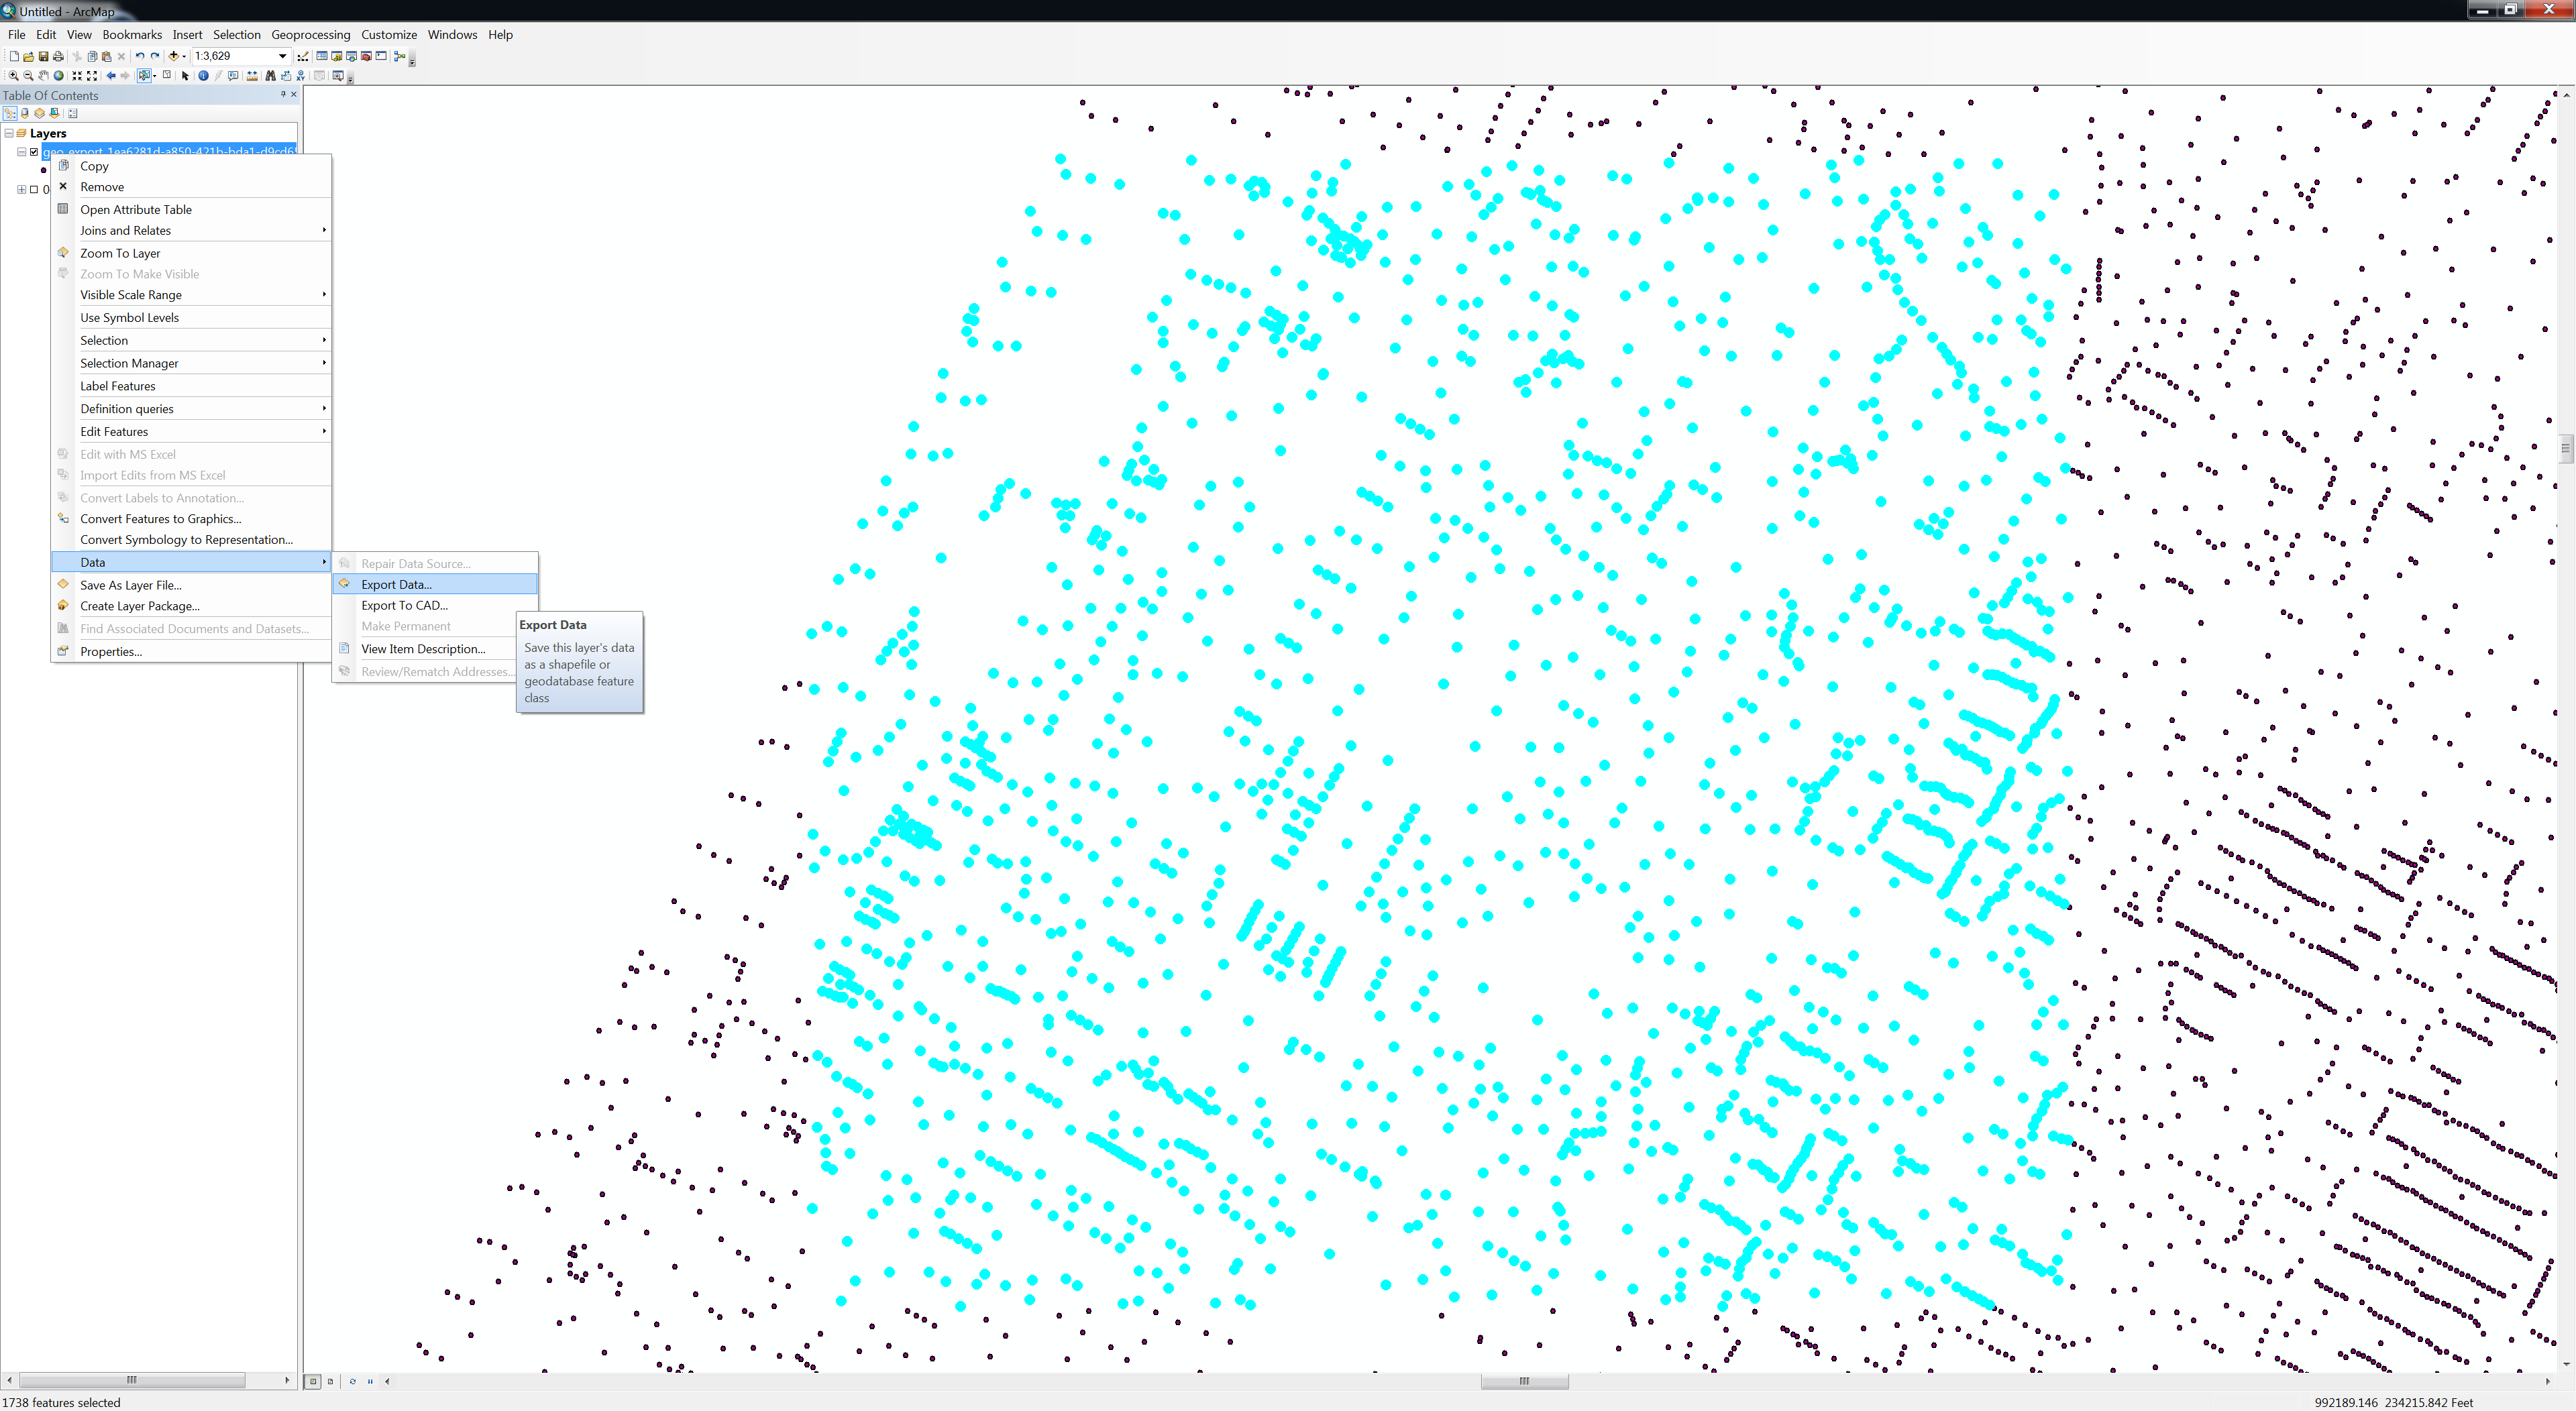 Untitled - ArcMap
File Edit View Bookmarks Insert Selection Geoprocessing Customize Windows Help
1:3,629
Table Of Contents
Layers
geo_export_1ea6281d-a850-421b-bda1-d9cd6
Copy
Remove
Open Attribute Table
Joins and Relates
Zoom To Layer
Zoom To Make Visible
Visible Scale Range
Use Symbol Levels
Selection
Selection Manager
Label Features
Definition queries
Edit Features
Edit with MS Excel
Import Edits from MS Excel
Convert Labels to Annotation...
Convert Features to Graphics...
Convert Symbology to Representation...
Data
Save As Layer File...
Create Layer Package...
Find Associated Documents and Datasets...
Properties...
Repair Data Source...
Export Data...
Export To CAD...
Make Permanent
View Item Description...
Review/Rematch Addresses...
Export Data
Save this layer's data
as a shapefile or
geodatabase feature
class
1738 features selected
992189.146 234215.842 Feet